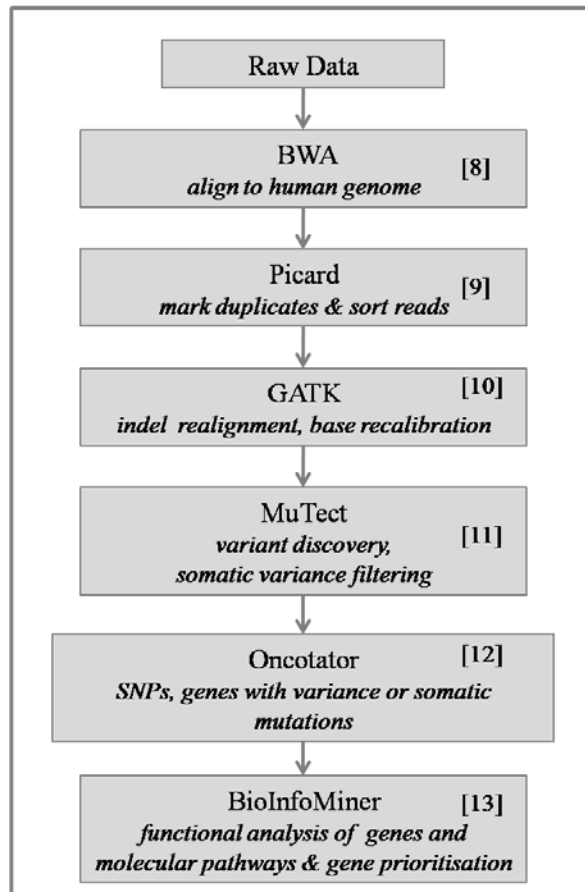 Raw Data
BWA [8]
align to human genome
Picard [9]
mark duplicates & sort reads
GATK [10]
indel realignment, base recalibration
MuTect
variant discovery, [11]
somatic variance filtering
Oncotator [12]
SNPs, genes with variance or somatic
mutations
BioInfoMiner [13]
functional analysis of genes and
molecular pathways & gene prioritisation